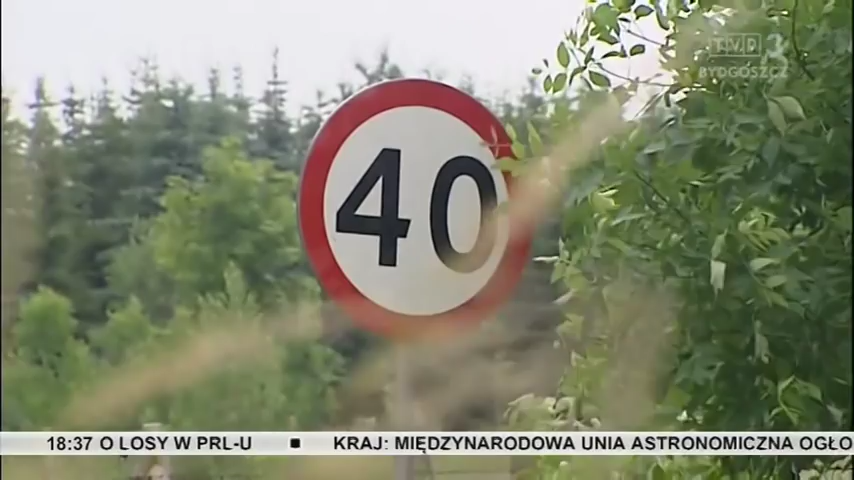 TVP 3
BYDGOSZCZ
40
18:37 O LOSY W PRL-U ■ KRAJ: MIĘDZYNARODOWA UNIA ASTRONOMICZNA OGŁO